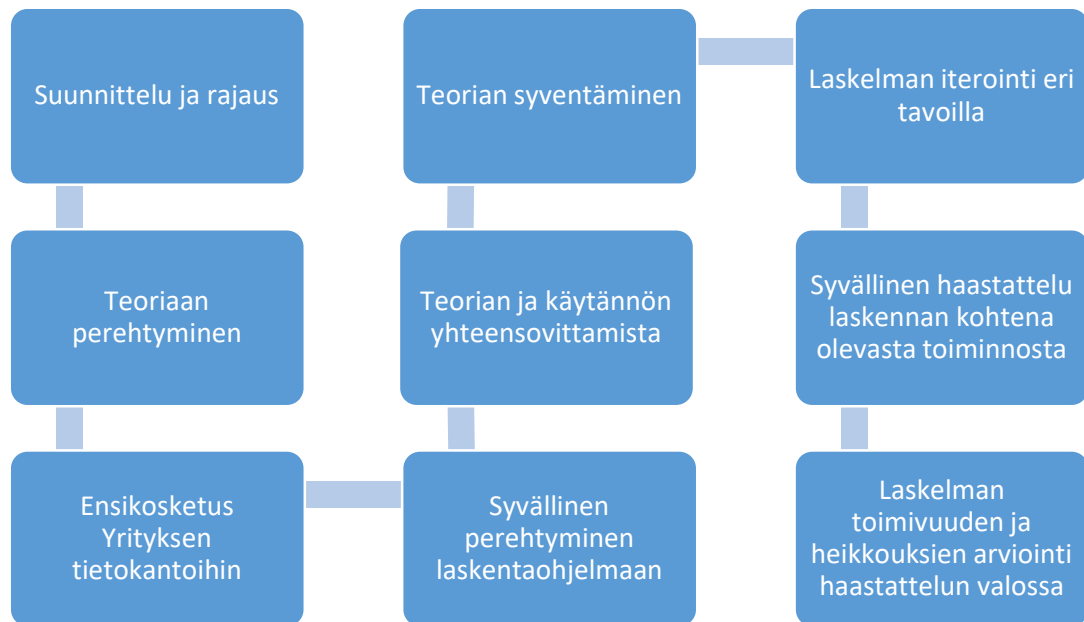 Suunnittelu ja rajaus
Teoriaan
perehtyminen
Ensikosketus
Yrityksen
tietokantoihin
Syvällinen
perehtyminen
laskentaohjelmaan
Teorian ja käytännön
yhteensovittamista
Teorian syventäminen
Laskelman iterointi eri
tavoilla
Syvällinen haastattelu
laskennan kohtena
olevasta toiminnosta
Laskelman
toimivuuden ja
heikkouksien arviointi
haastattelun valossa